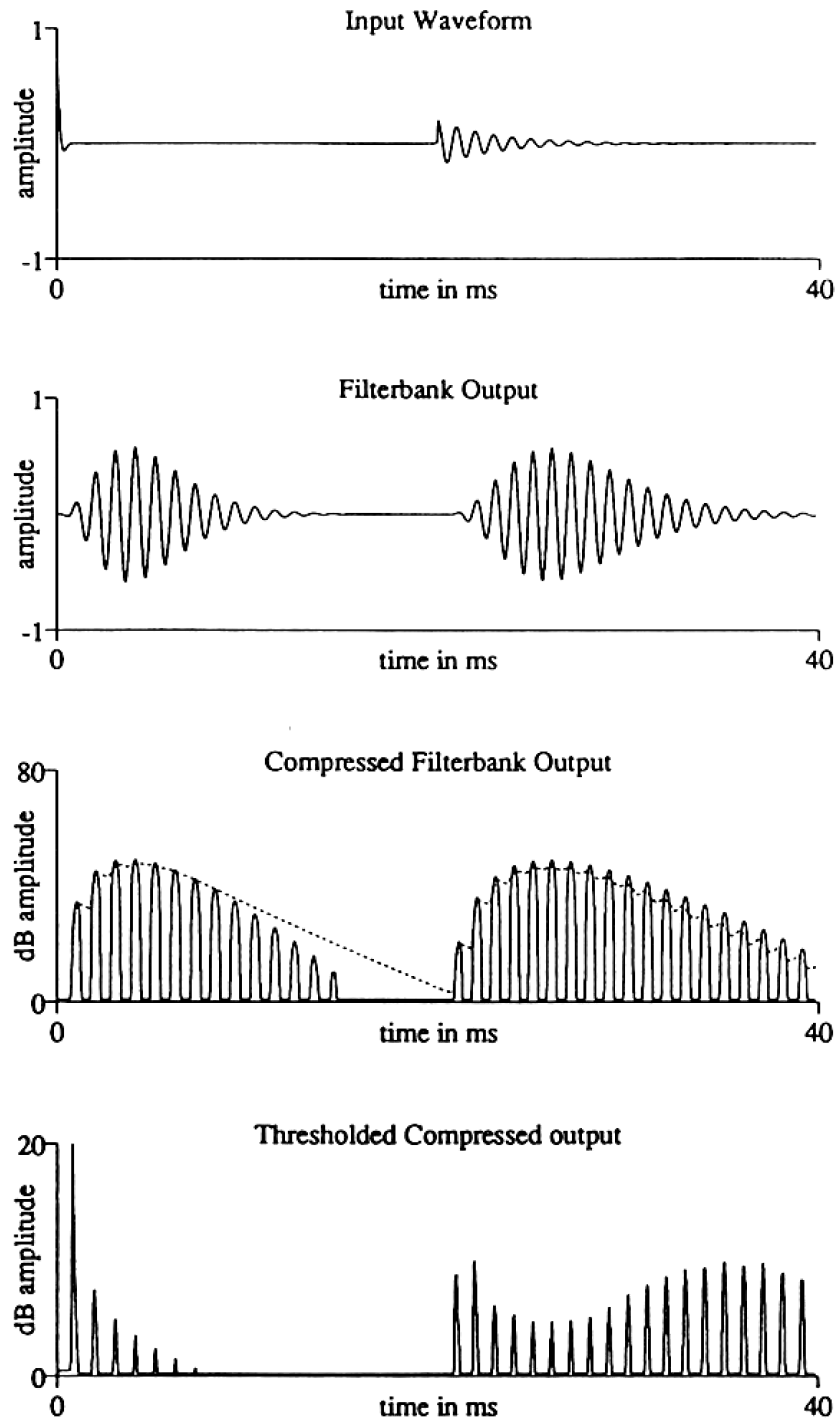 Input Waveform
1
amplitude
-1
0
time in ms
40
Filterbank Output
1
amplitude
-1
0
time in ms
40
Compressed Filterbank Output
80
dB amplitude
0
0
time in ms
40
Thresholded Compressed output
20
dB amplitude
0
0
time in ms
40